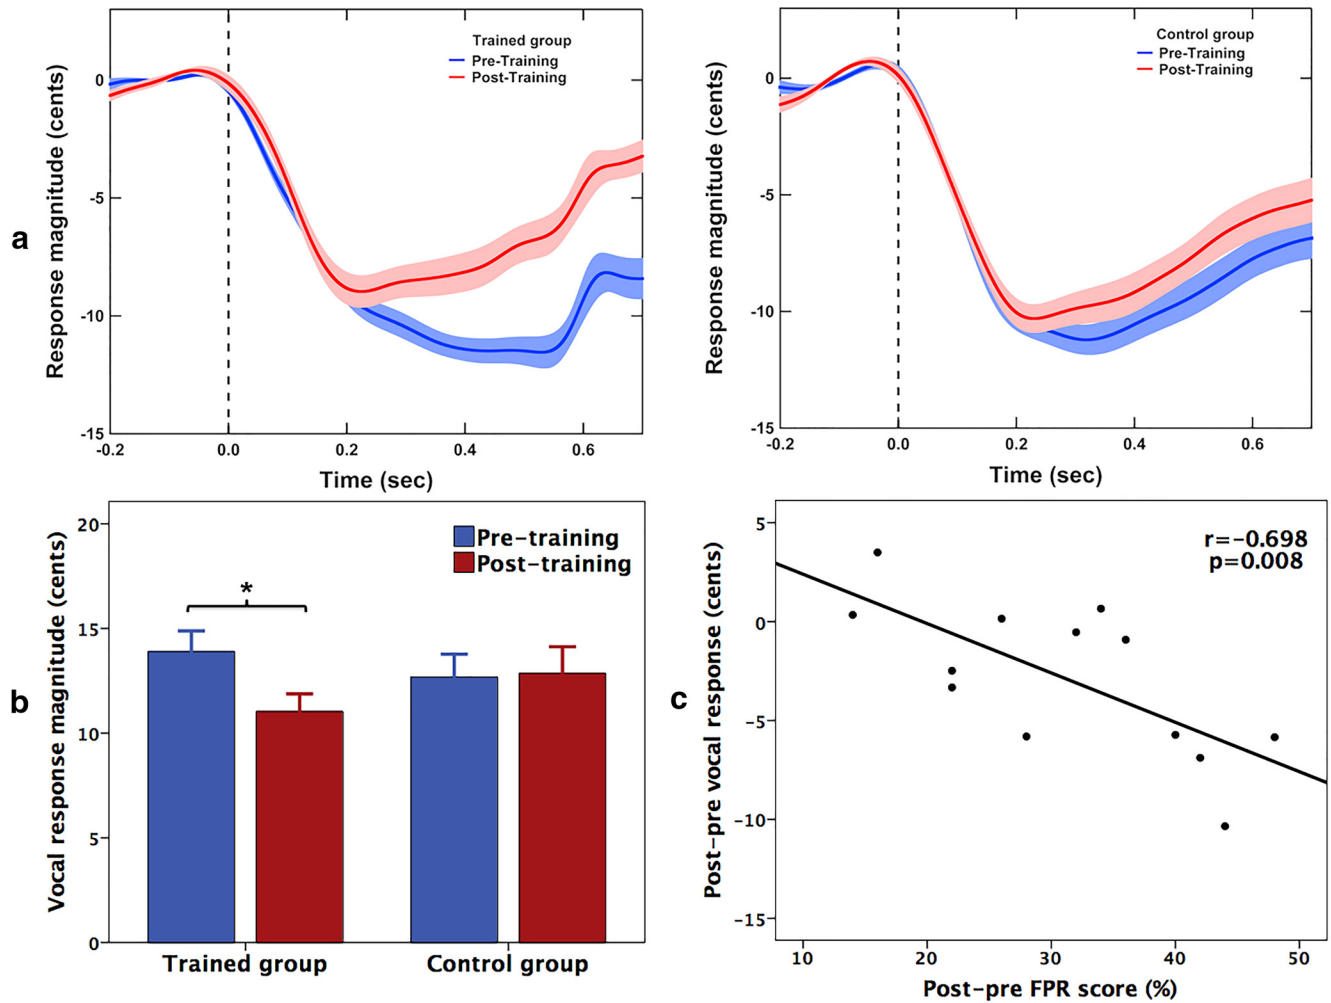 a
Response magnitude (cents)
0
-5
-10
-15
-0.2 0.0 0.2 0.4 0.6
Time (sec)
Trained group
Pre-Training
Post-Training
Response magnitude (cents)
0
-5
-10
-15
-0.2 0.0 0.2 0.4 0.6
Time (sec)
Control group
Pre-Training
Post-Training
b
Vocal response magnitude (cents)
20
15
10
5
0
*
Pre-training
Post-training
Trained group Control group
c
Post-pre vocal response (cents)
5
0
-5
-10
-15
r=-0.698
p=0.008
10 20 30 40 50
Post-pre FPR score (%)